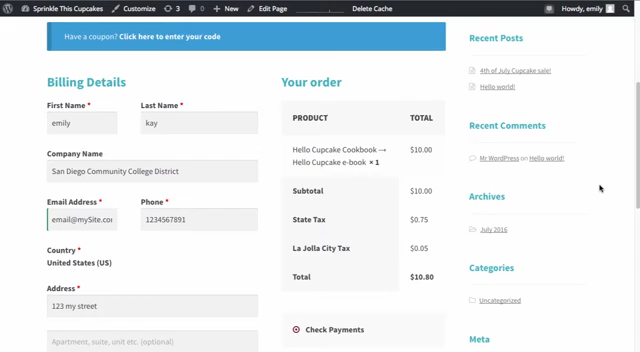 Sprinkle This Cupcakes
Customize
3
0
+ New
Edit Page
Delete Cache
Howdy, emily
Have a coupon? Click here to enter your code
Billing Details
First Name *
Last Name *
emily
kay
Company Name
San Diego Community College District
Email Address *
Phone *
email@mySite.co
1234567891
Country *
United States (US)
Address *
123 my street
Apartment, suite, unit etc. (optional)
Your order
PRODUCT
TOTAL
Hello Cupcake Cookbook →
Hello Cupcake e-book × 1
$10.00
Subtotal
$10.00
State Tax
$0.75
La Jolla City Tax
$0.05
Total
$10.80
Check Payments
Recent Posts
4th of July Cupcake sale!
Hello world!
Recent Comments
Mr WordPress on Hello world!
Archives
July 2016
Categories
Uncategorized
Meta